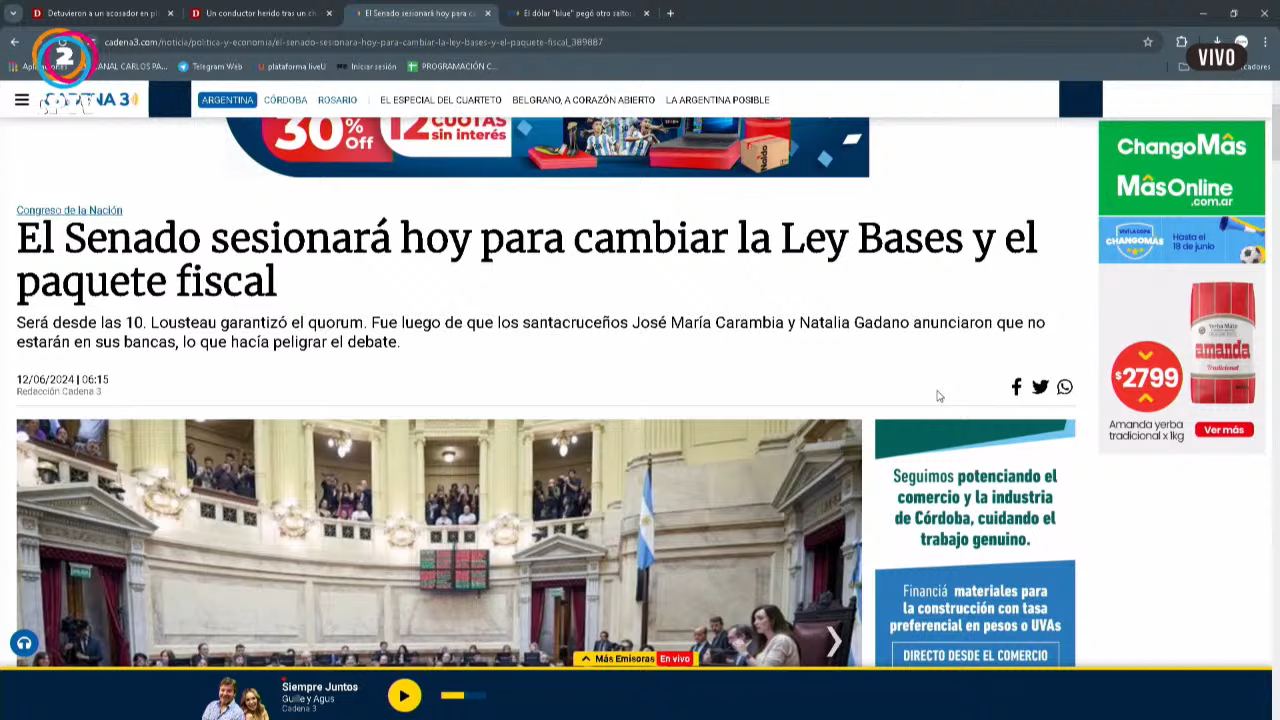 Detuvieron a un acosador en pl
Un conductor herido tras un ch
El Senado sesionará hoy para c
El dólar "blue" pegó otro salto:
cadena3.com/noticia/politica-y-economia/el-senado-sesionara-hoy-para-cambiar-la-ley-bases-y-el-paquete-fiscal_389887
2
VIVO
ANAL CARLOS PA...
Telegram Web
plataforma liveU
Iniciar sesión
PROGRAMACIÓN C...
ARGENTINA
CÓRDOBA
ROSARIO
EL ESPECIAL DEL CUARTETO
BELGRANO, A CORAZÓN ABIERTO
LA ARGENTINA POSIBLE
30% Off
12 CUOTAS
sin interés
ChangoMâs
MâsOnline
.com.ar
CHANGOMÂS
Hasta el
18 de junio
Congreso de la Nación
El Senado sesionará hoy para cambiar la Ley Bases y el
paquete fiscal
Será desde las 10. Lousteau garantizó el quorum. Fue luego de que los santacruceños José María Carambia y Natalia Gadano anunciaron que no
estarán en sus bancas, lo que hacía peligrar el debate.
12/06/2024 | 06:15
Redacción Cadena 3
Yerba Mate
amanda
Tradicional
$2799
Amanda yerba
tradicional x 1kg
Ver más
Seguimos potenciando el
comercio y la industria
de Córdoba, cuidando el
trabajo genuino.
Financiá materiales para
la construcción con tasa
preferencial en pesos o UVAs
DIRECTO DESDE EL COMERCIO
Más Emisoras
En vivo
Siempre Juntos
Guille y Agus
Cadena 3